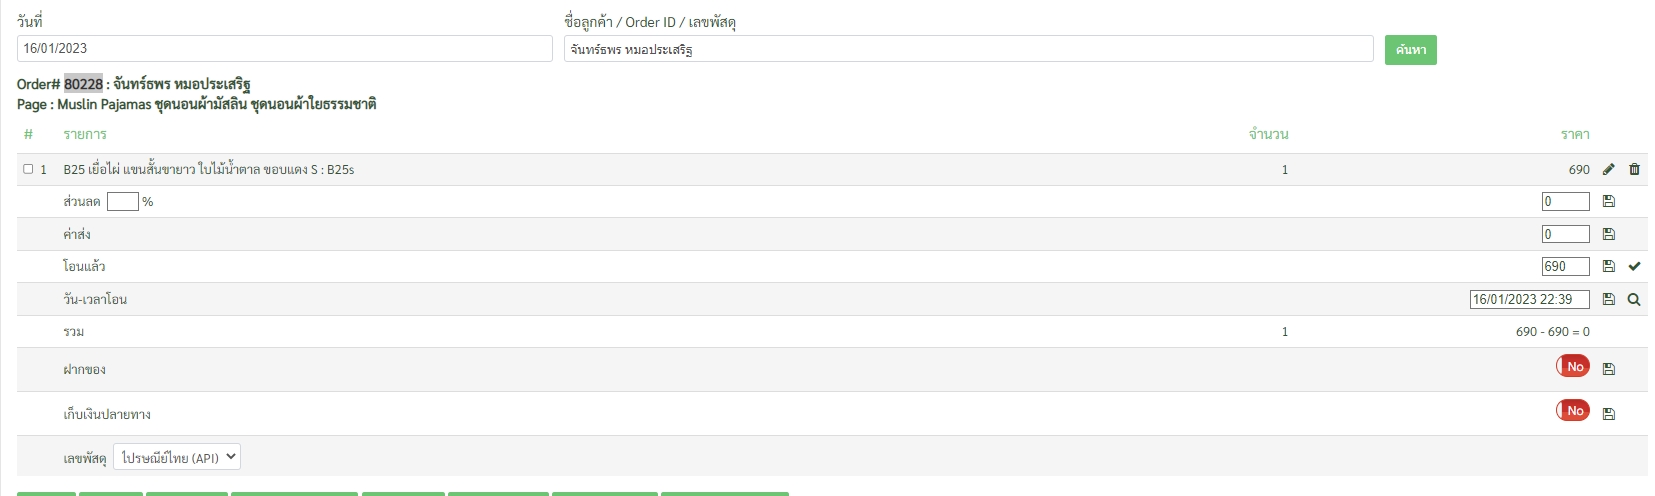 วันที่ ชื่อลูกค้า / Order ID / เลขพัสดุ
16/01/2023 จันทร์ธพร หมอประเสริฐ ค้นหา
Order# 80228 : จันทร์ธพร หมอประเสริฐ
Page : Muslin Pajamas ชุดนอนผ้ามัสลิน ชุดนอนผ้าใยธรรมชาติ
# รายการ จำนวน ราคา
1 B25 เยื่อไผ่ แขนสั้นขายาว ใบไม้น้ำตาล ขอบแดง S : B25s 1 690
ส่วนลด % 0
ค่าส่ง 0
โอนแล้ว 690
วัน-เวลาโอน 16/01/2023 22:39
รวม 1 690 - 690 = 0
ฝากของ No
เก็บเงินปลายทาง No
เลขพัสดุ ไปรษณีย์ไทย (API)